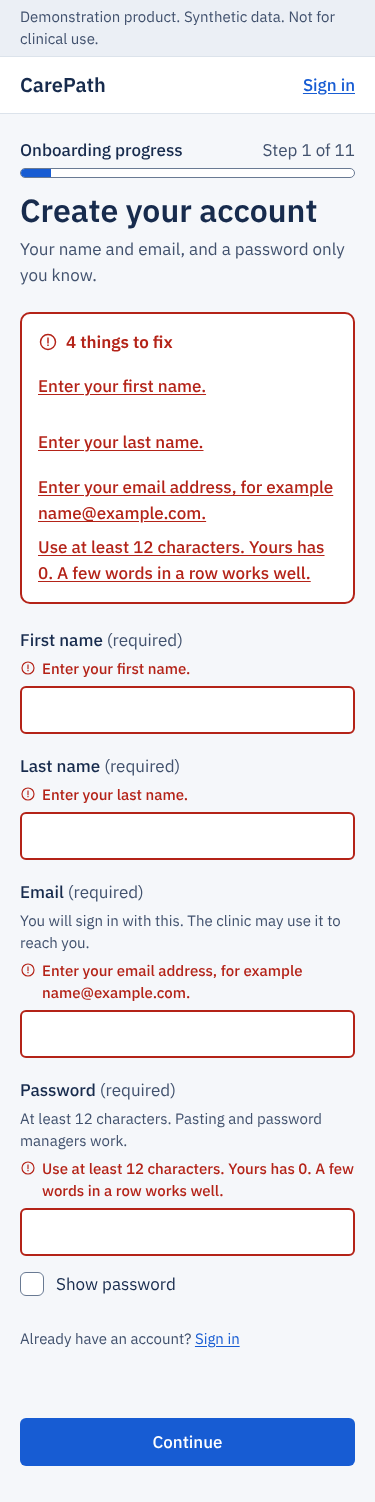 Demonstration product. Synthetic data. Not for
clinical use.
CarePath
Sign in
Onboarding progress
Step 1 of 11
Create your account
Your name and email, and a password only
you know.
4 things to fix
Enter your first name.
Enter your last name.
Enter your email address, for example
name@example.com.
Use at least 12 characters. Yours has
0. A few words in a row works well.
First name (required)
Enter your first name.
Last name (required)
Enter your last name.
Email (required)
You will sign in with this. The clinic may use it to
reach you.
Enter your email address, for example
name@example.com.
Password (required)
At least 12 characters. Pasting and password
managers work.
Use at least 12 characters. Yours has 0. A few
words in a row works well.
Show password
Already have an account? Sign in
Continue